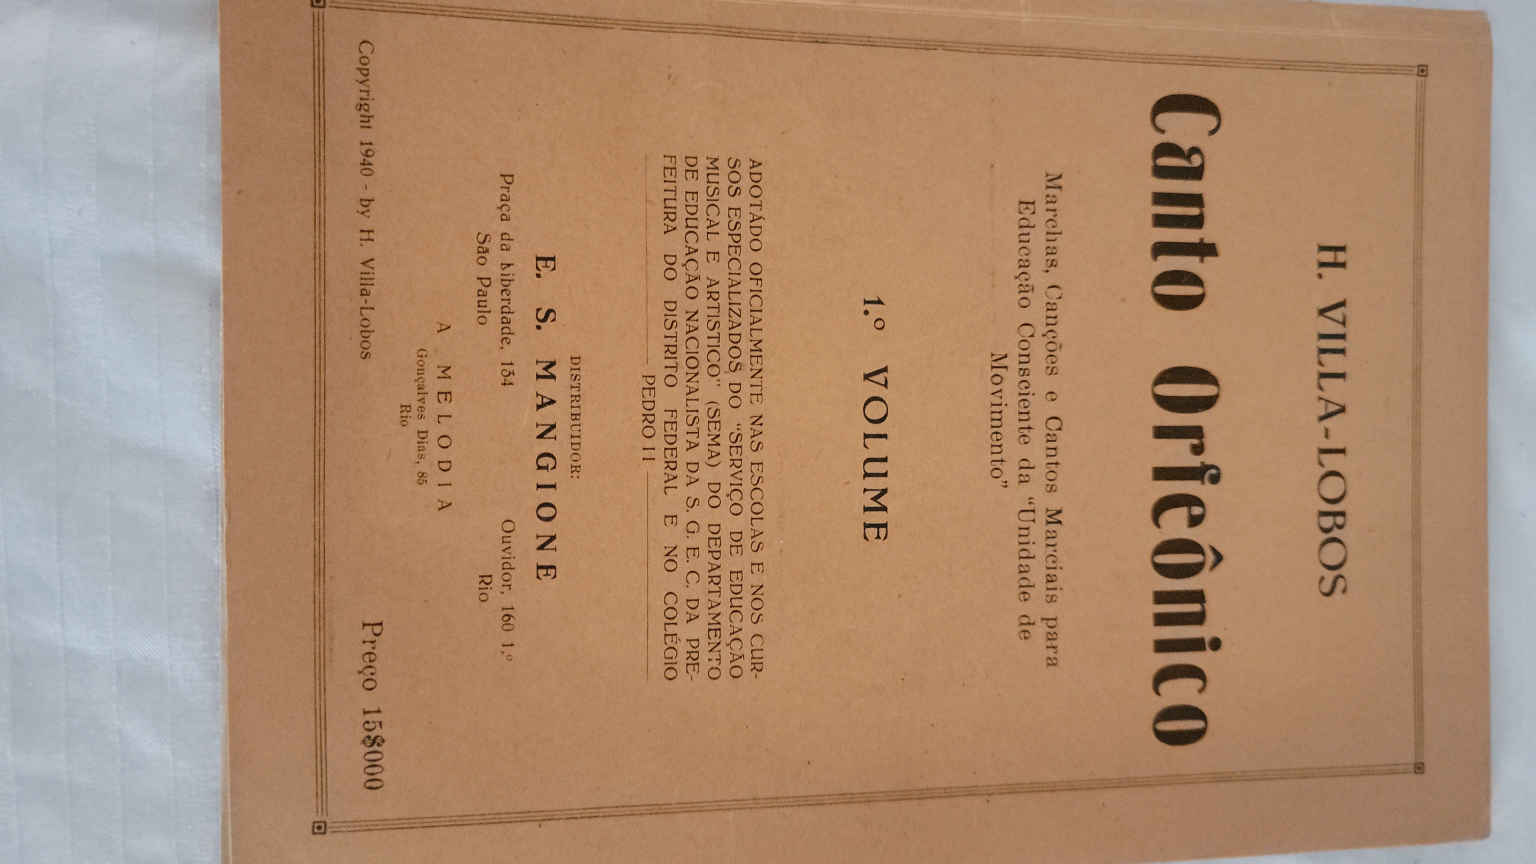 H. VILLA-LOBOS
Canto Orfeônico
Marchas, Canções e Cantos Marciais para
Educação Consciente da “Unidade de
Movimento”
1.º VOLUME
ADOTADO OFICIALMENTE NAS ESCOLAS E NOS CUR-
SOS ESPECIALIZADOS DO “SERVIÇO DE EDUCAÇÃO
MUSICAL E ARTISTICO” (SEMA) DO DEPARTAMENTO
DE EDUCAÇÃO NACIONALISTA DA S. G. E. C. DA PRE-
FEITURA DO DISTRITO FEDERAL E NO COLÉGIO
PEDRO II
DISTRIBUIDOR:
E. S. MANGIONE
Praça da Liberdade, 134 Ouvidor, 160 1.º
São Paulo Rio
A MELODIA
Gonçalves Dias, 85
Rio
Copyright 1940 - by H. Villa-Lobos Preço 15$000